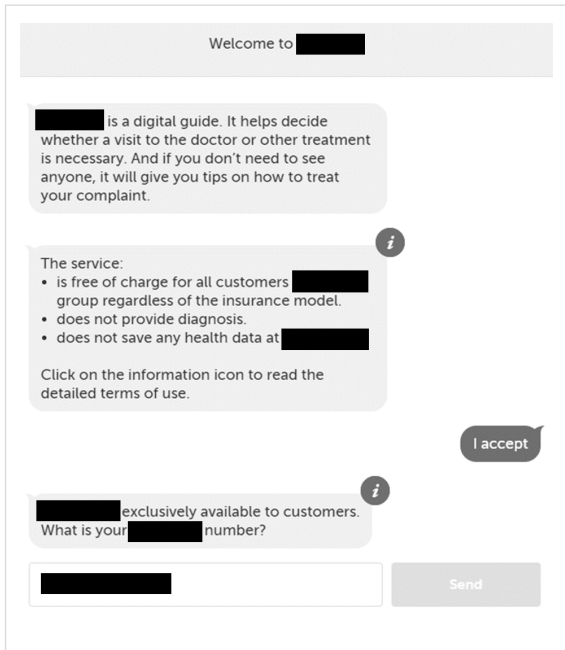 Welcome to
is a digital guide. It helps decide
whether a visit to the doctor or other treatment
is necessary. And if you don't need to see
anyone, it will give you tips on how to treat
your complaint.
i
The service:
• is free of charge for all customers
group regardless of the insurance model.
• does not provide diagnosis.
• does not save any health data at
Click on the information icon to read the
detailed terms of use.
I accept
i
exclusively available to customers.
What is your number?
Send